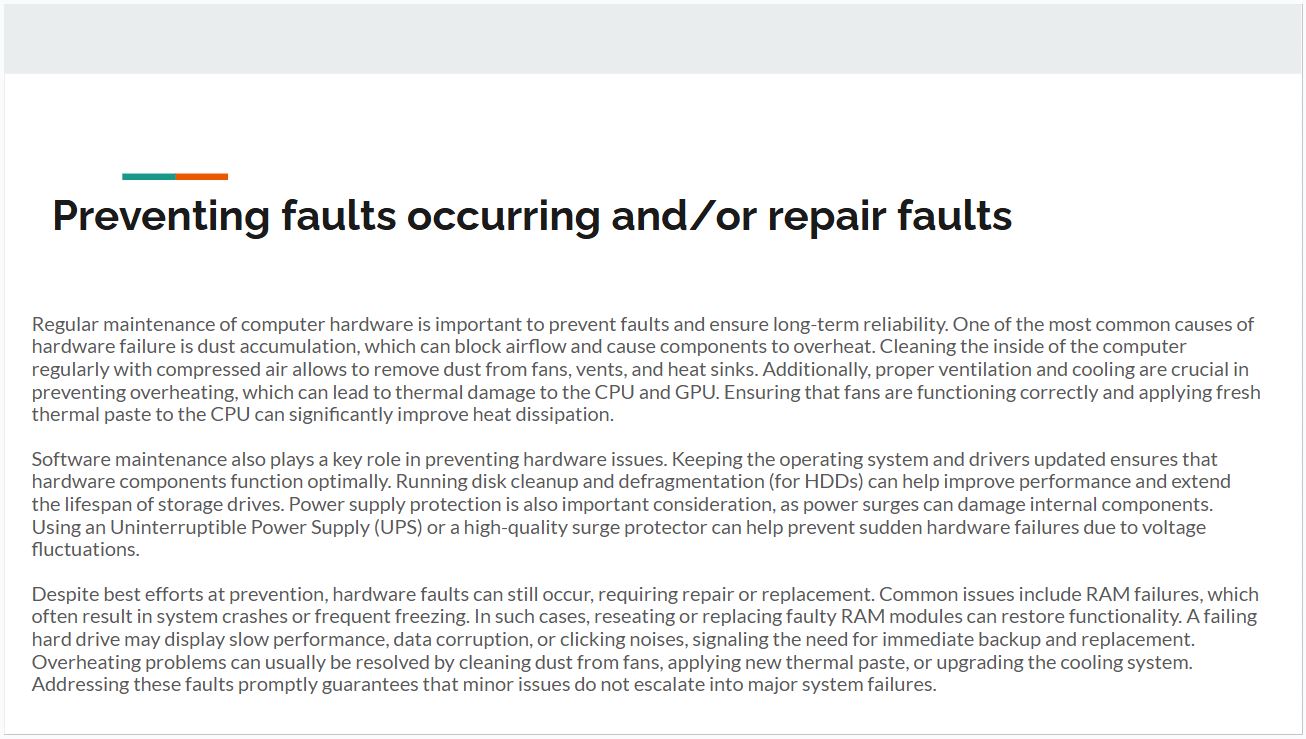 Preventing faults occurring and/or repair faults
Regular maintenance of computer hardware is important to prevent faults and ensure long-term reliability. One of the most common causes of
hardware failure is dust accumulation, which can block airflow and cause components to overheat. Cleaning the inside of the computer
regularly with compressed air allows to remove dust from fans, vents, and heat sinks. Additionally, proper ventilation and cooling are crucial in
preventing overheating, which can lead to thermal damage to the CPU and GPU. Ensuring that fans are functioning correctly and applying fresh
thermal paste to the CPU can significantly improve heat dissipation.
Software maintenance also plays a key role in preventing hardware issues. Keeping the operating system and drivers updated ensures that
hardware components function optimally. Running disk cleanup and defragmentation (for HDDs) can help improve performance and extend
the lifespan of storage drives. Power supply protection is also important consideration, as power surges can damage internal components.
Using an Uninterruptible Power Supply (UPS) or a high-quality surge protector can help prevent sudden hardware failures due to voltage
fluctuations.
Despite best efforts at prevention, hardware faults can still occur, requiring repair or replacement. Common issues include RAM failures, which
often result in system crashes or frequent freezing. In such cases, reseating or replacing faulty RAM modules can restore functionality. A failing
hard drive may display slow performance, data corruption, or clicking noises, signaling the need for immediate backup and replacement.
Overheating problems can usually be resolved by cleaning dust from fans, applying new thermal paste, or upgrading the cooling system.
Addressing these faults promptly guarantees that minor issues do not escalate into major system failures.